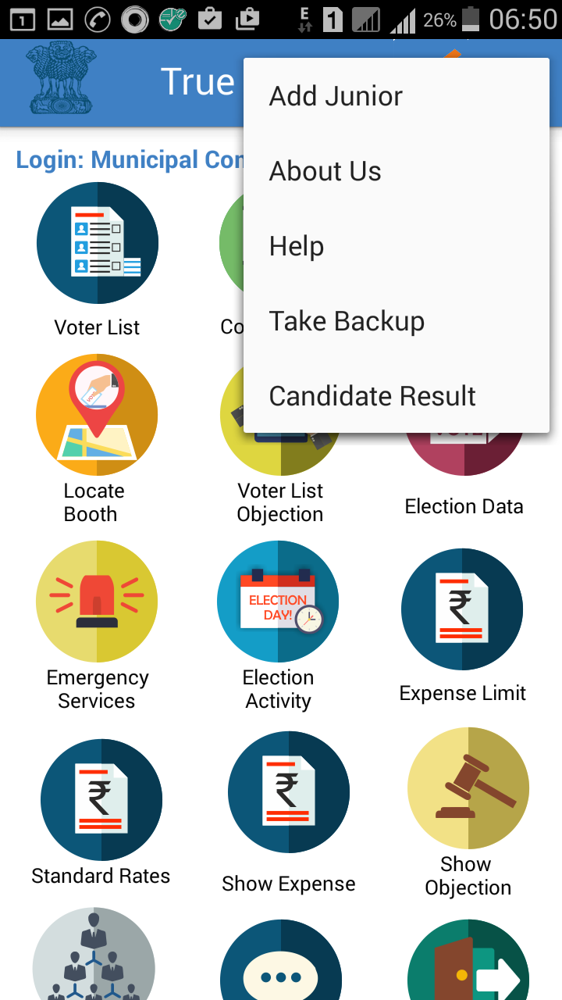 1
E
1
26%
06:50
True
Add Junior
Login: Municipal Con
About Us
Help
Take Backup
Candidate Result
Voter List
Co
VOTE
VOTE
Locate
Booth
Voter List
Objection
Election Data
ELECTION
DAY!
₹
Emergency
Services
Election
Activity
Expense Limit
₹
₹
Standard Rates
Show Expense
Show
Objection